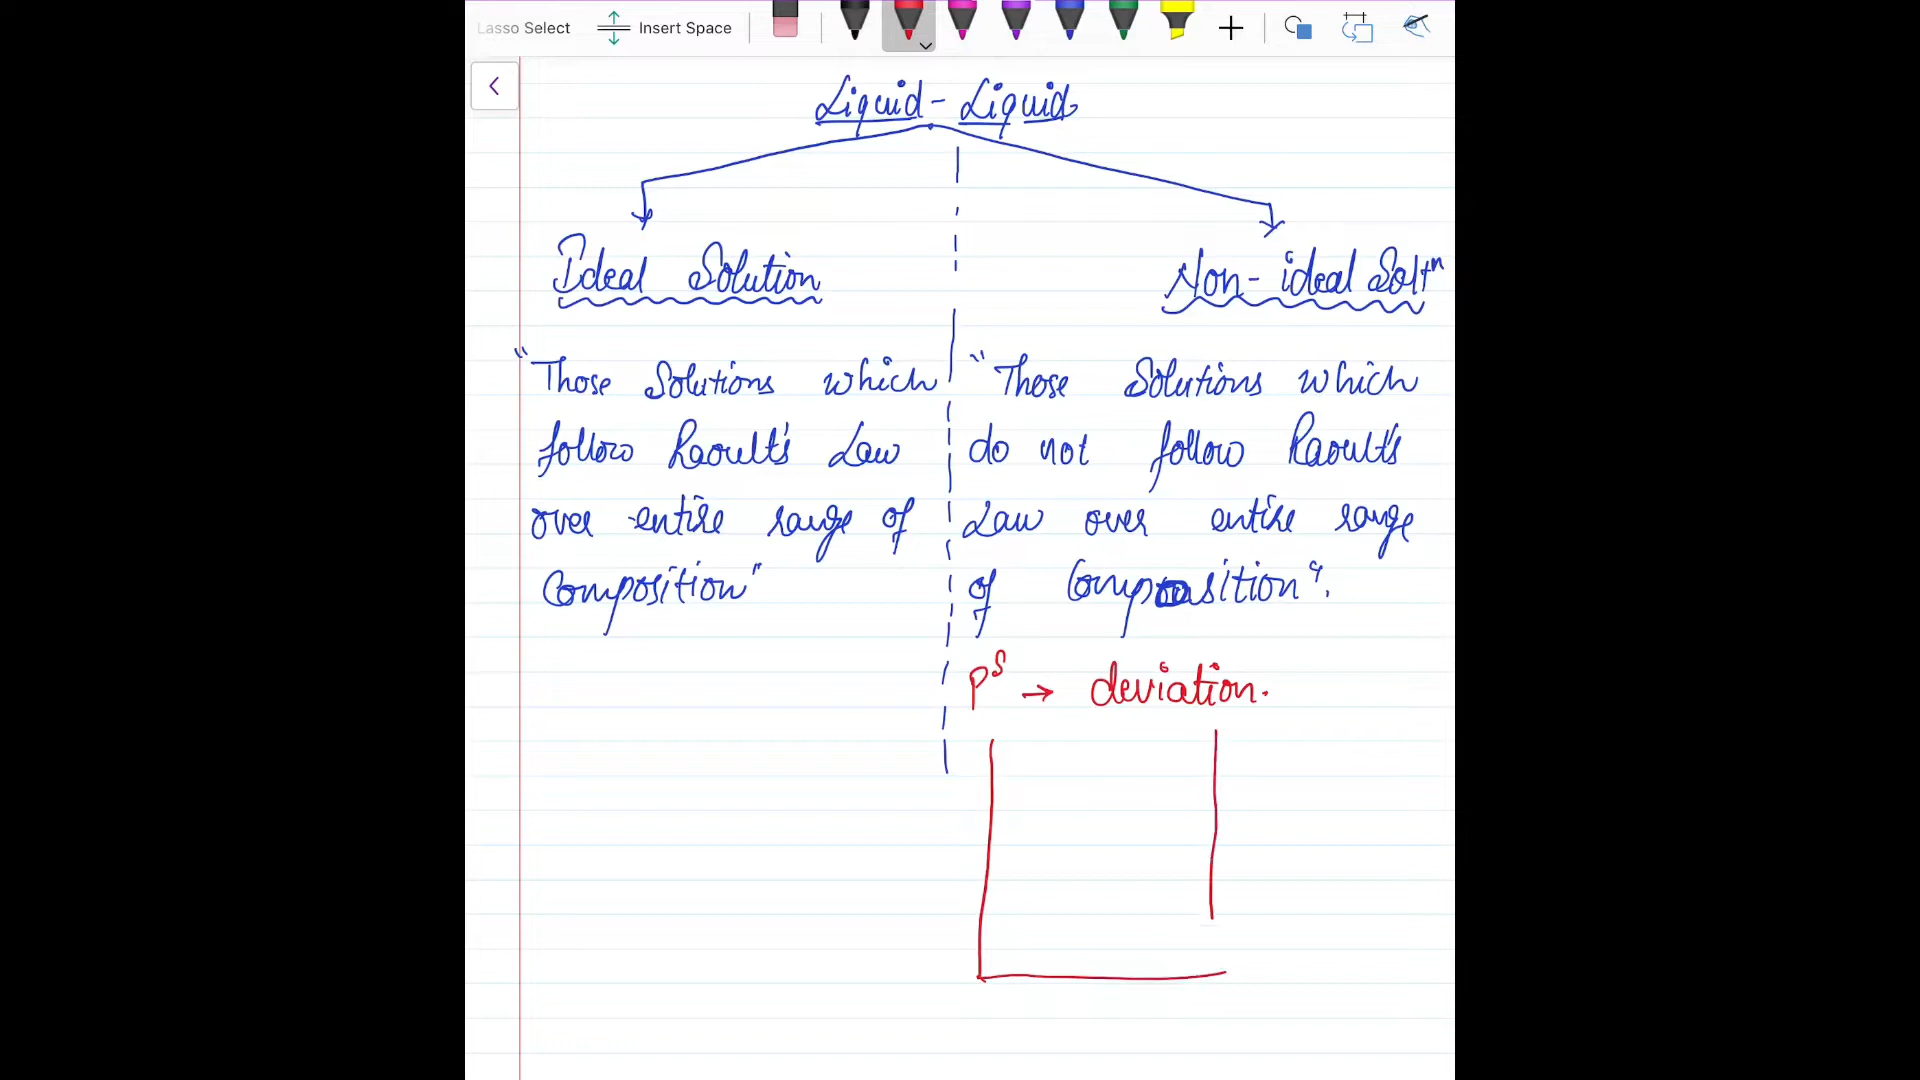 Lasso Select Insert Space
Liquid - Liquid
Ideal Solution
Non-ideal Soltⁿ
"Those Solutions which
follow Raoult's Law
over entire range of
Composition"
"Those Solutions which
do not follow Raoult's
Law over entire range
of Composition".
Pˢ → deviation.